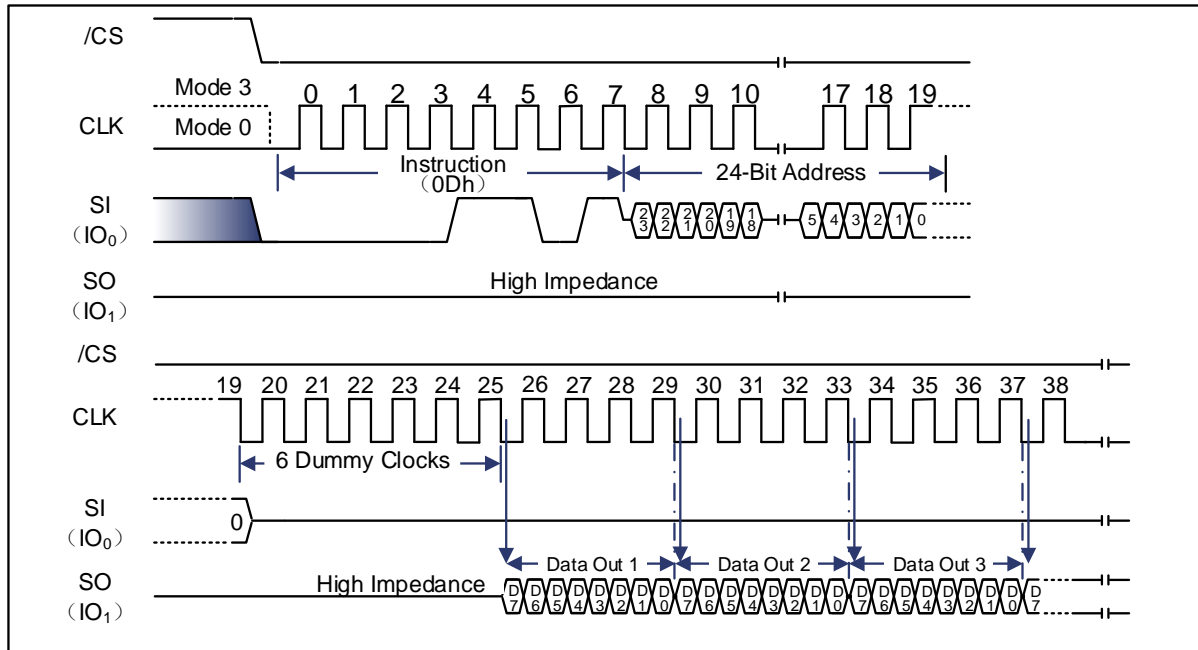 /CS
Mode 3
0 1 2 3 4 5 6 7 8 9 10 17 18 19
CLK
Mode 0
Instruction
（0Dh）
24-Bit Address
SI
（IO0）
23 22 21 20 19 18 5 4 3 2 1 0
SO
（IO1）
High Impedance
/CS
19 20 21 22 23 24 25 26 27 28 29 30 31 32 33 34 35 36 37 38
CLK
6 Dummy Clocks
SI
（IO0）
0
Data Out 1 Data Out 2 Data Out 3
SO
（IO1）
High Impedance
D7 D6 D5 D4 D3 D2 D1 D0 D7 D6 D5 D4 D3 D2 D1 D0 D7 D6 D5 D4 D3 D2 D1 D0 D7